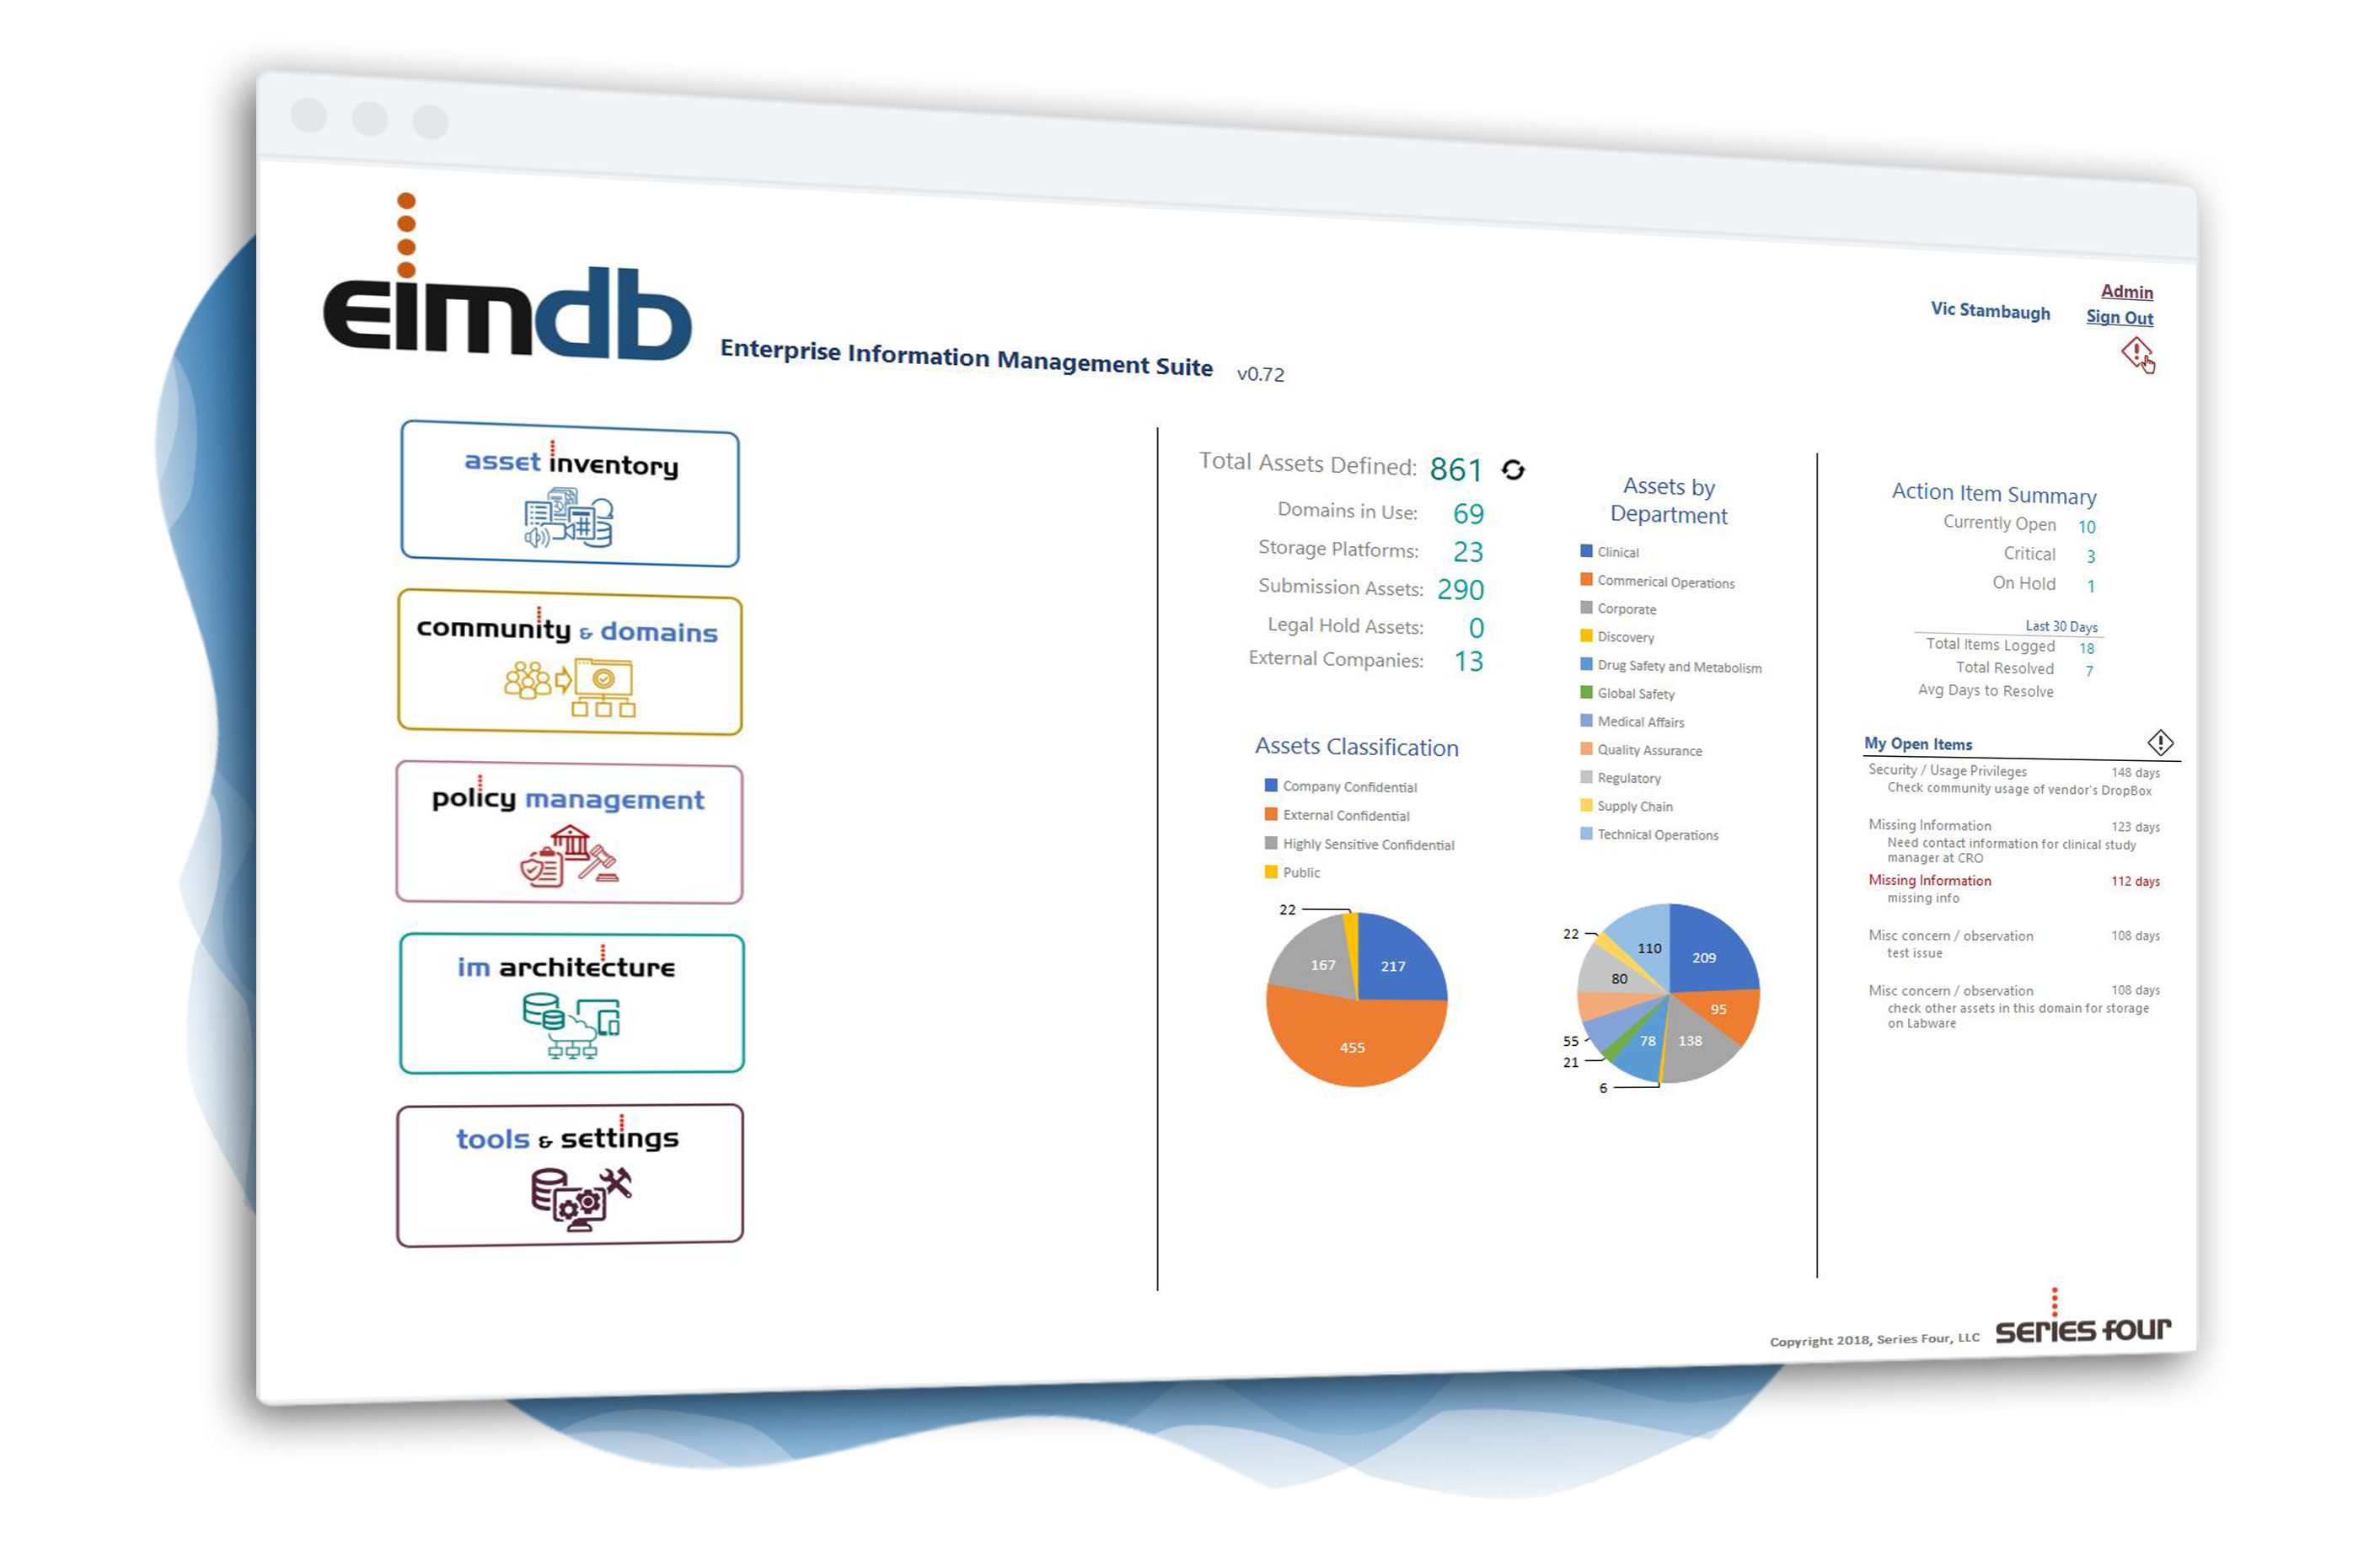 eimdb
Enterprise Information Management Suite v0.72
Vic Stambaugh
Admin
Sign Out
asset inventory
community & domains
policy management
im architecture
tools & settings
Total Assets Defined: 861
Domains in Use: 69
Storage Platforms: 23
Submission Assets: 290
Legal Hold Assets: 0
External Companies: 13
Assets Classification
Company Confidential
External Confidential
Highly Sensitive Confidential
Public
22
167
217
455
Assets by
Department
Clinical
Commerical Operations
Corporate
Discovery
Drug Safety and Metabolism
Global Safety
Medical Affairs
Quality Assurance
Regulatory
Supply Chain
Technical Operations
22
110
209
80
95
55
78
138
21
6
Action Item Summary
Currently Open 10
Critical 3
On Hold 1
Last 30 Days
Total Items Logged 18
Total Resolved 7
Avg Days to Resolve
My Open Items
Security / Usage Privileges 148 days
Check community usage of vendor's DropBox
Missing Information 123 days
Need contact information for clinical study
manager at CRO
Missing Information 112 days
missing info
Misc concern / observation 108 days
test issue
Misc concern / observation 108 days
check other assets in this domain for storage
on Labware
Copyright 2018, Series Four, LLC
series four